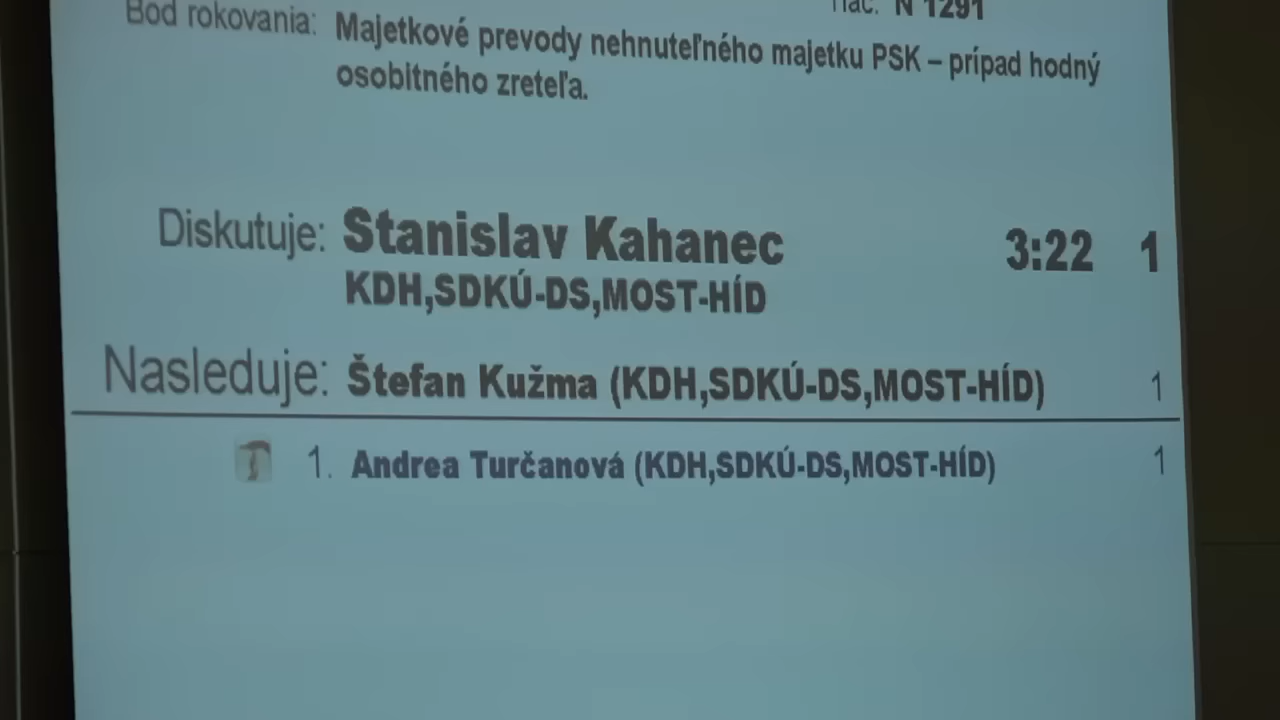 Tlač: N 1291
Bod rokovania: Majetkové prevody nehnuteľného majetku PSK – prípad hodný
osobitného zreteľa.
Diskutuje: Stanislav Kahanec 3:22 1
KDH,SDKÚ-DS,MOST-HÍD
Nasleduje: Štefan Kužma (KDH,SDKÚ-DS,MOST-HÍD) 1
1. Andrea Turčanová (KDH,SDKÚ-DS,MOST-HÍD) 1